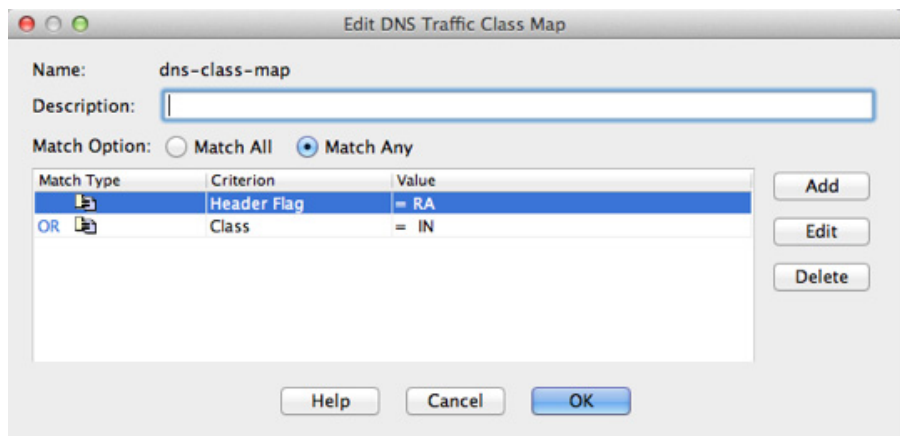 Edit DNS Traffic Class Map
Name: dns-class-map
Description:
Match Option: Match All Match Any
Match Type Criterion Value
Header Flag = RA
OR Class = IN
Add
Edit
Delete
Help Cancel OK